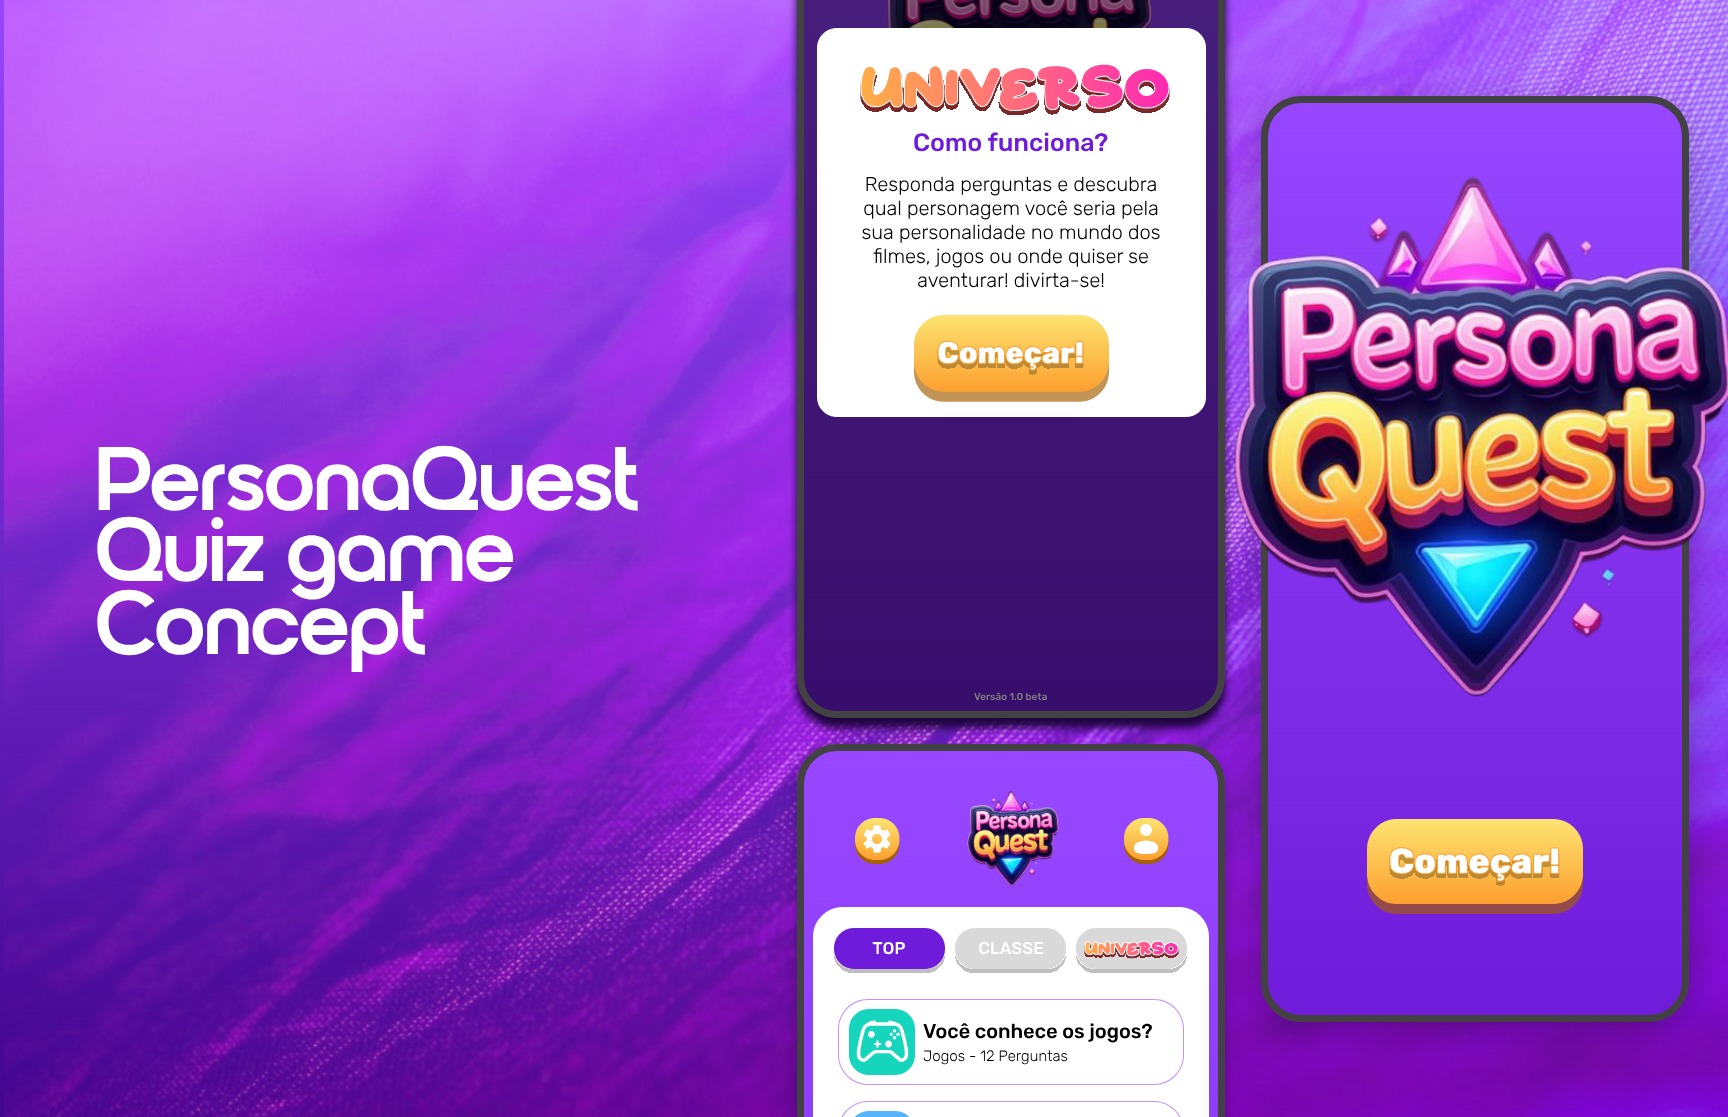 PersonaQuest
Quiz game
Concept
Persona
UNIVERSO
Como funciona?
Responda perguntas e descubra
qual personagem você seria pela
sua personalidade no mundo dos
filmes, jogos ou onde quiser se
aventurar! divirta-se!
Começar!
Versão 1.0 beta
Persona
Quest
TOP
CLASSE
UNIVERSO
Você conhece os jogos?
Jogos - 12 Perguntas
Persona
Quest
Começar!